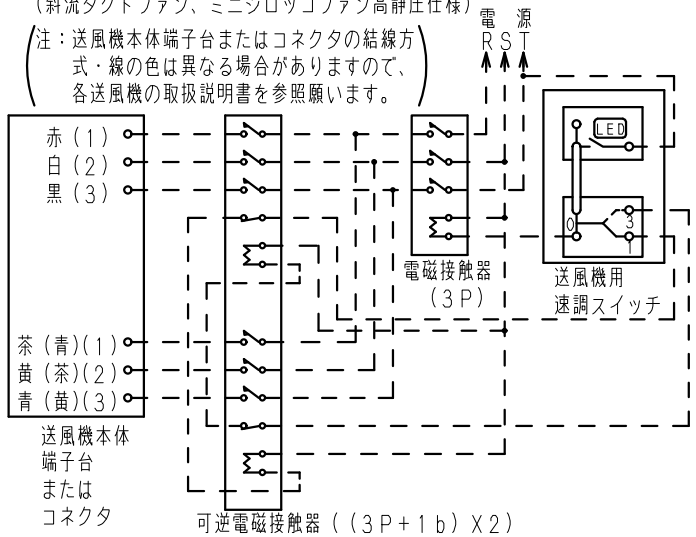 (斜流ダクトファン、ミニシロッコファン高静圧仕様)
電 源
R S T
注：送風機本体端子台またはコネクタの結線方
式・線の色は異なる場合がありますので、
各送風機の取扱説明書を参照願います。
赤(1)
白(2)
黒(3)
LED
0
3
1
電磁接触器
(3P)
送風機用
速調スイッチ
茶(青)(1)
黄(茶)(2)
青(黄)(3)
送風機本体
端子台
または
コネクタ
可逆電磁接触器((3P+1b)X2)